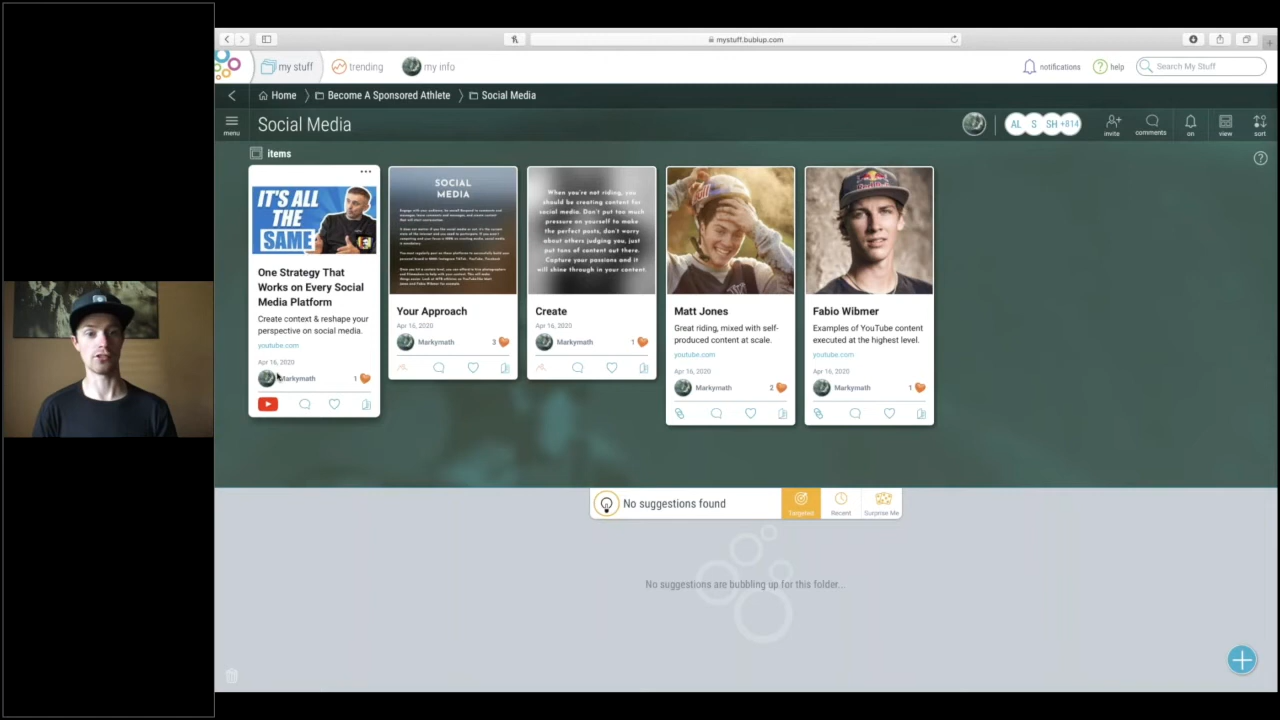 mystuff.bublup.com
my stuff
trending
my info
notifications
help
Search My Stuff
Home
Become A Sponsored Athlete
Social Media
menu
Social Media
AL
S
SH
+814
invite
comments
on
view
sort
items
IT'S ALL
THE
SAME
One Strategy That
Works on Every Social
Media Platform
Create context & reshape your
perspective on social media.
youtube.com
Apr 16, 2020
Markymath
1
SOCIAL
MEDIA
Your Approach
Apr 16, 2020
Markymath
3
When you're not riding, you
should be creating content for
social media. Don't put too much
pressure on yourself to make
the perfect posts, don't worry
about others judging you, just
put tons of content out there.
Capture your passions and it
will shine through in your content.
Create
Apr 16, 2020
Markymath
1
Matt Jones
Great riding, mixed with self-
produced content at scale.
youtube.com
Apr 16, 2020
Markymath
2
Fabio Wibmer
Examples of YouTube content
executed at the highest level.
youtube.com
Apr 16, 2020
Markymath
1
No suggestions found
Targeted
Recent
Surprise Me
No suggestions are bubbling up for this folder...